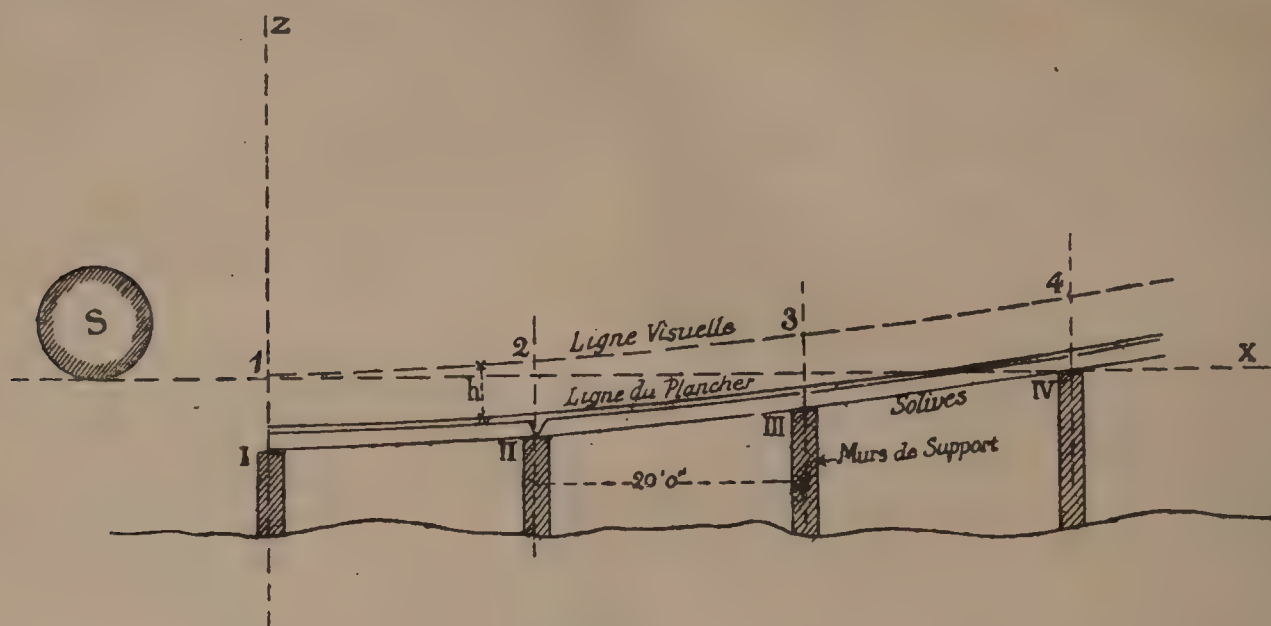 Z
S
1
2
Ligne Visuelle
3
4
X
h
Ligne du Plancher
I
II
III
Solives
IV
Murs de Support
20'0"